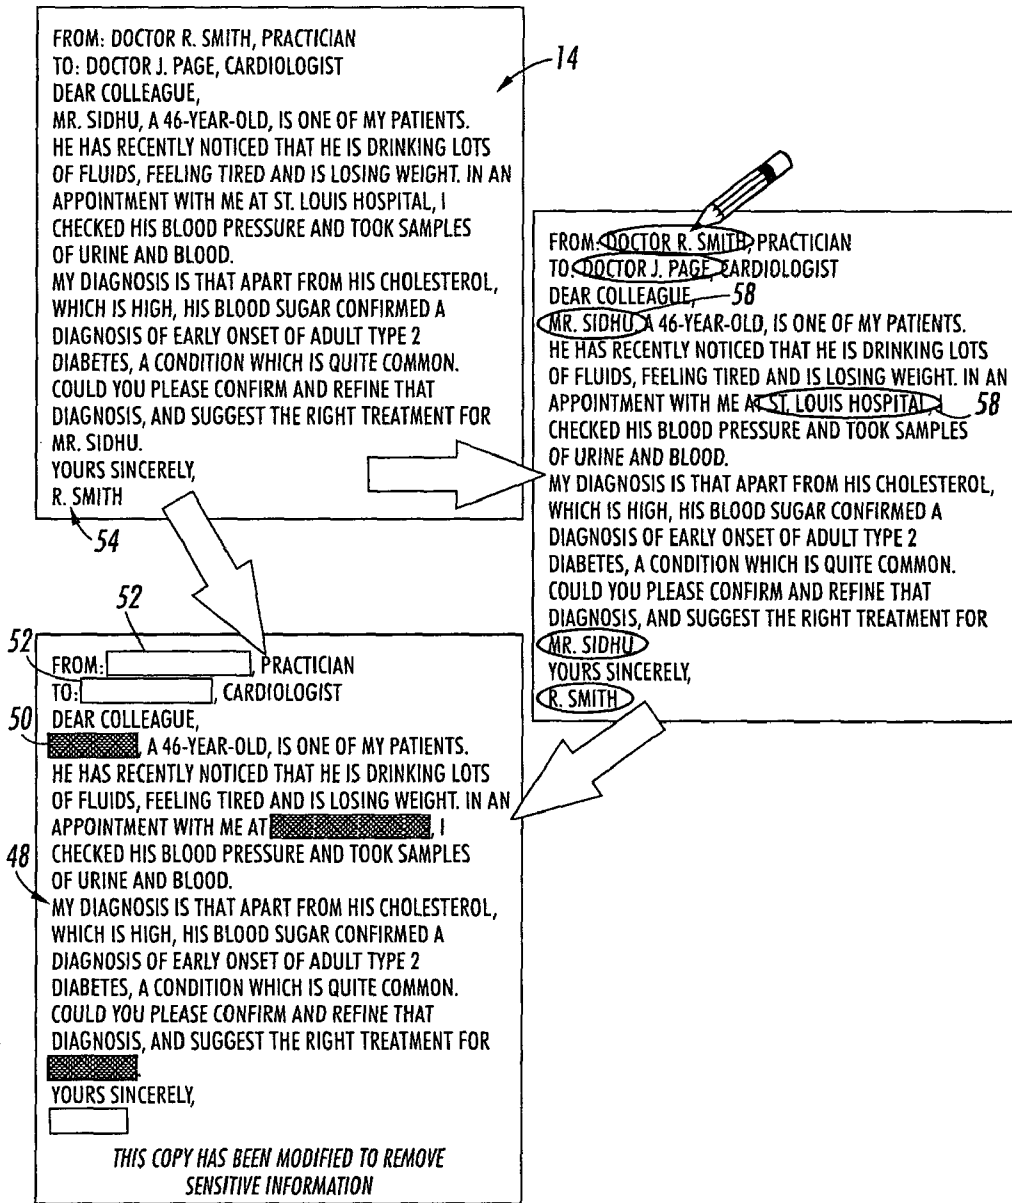 FROM: DOCTOR R. SMITH, PRACTICIAN
TO: DOCTOR J. PAGE, CARDIOLOGIST
DEAR COLLEAGUE,
MR. SIDHU, A 46-YEAR-OLD, IS ONE OF MY PATIENTS.
HE HAS RECENTLY NOTICED THAT HE IS DRINKING LOTS
OF FLUIDS, FEELING TIRED AND IS LOSING WEIGHT. IN AN
APPOINTMENT WITH ME AT ST. LOUIS HOSPITAL, I
CHECKED HIS BLOOD PRESSURE AND TOOK SAMPLES
OF URINE AND BLOOD.
MY DIAGNOSIS IS THAT APART FROM HIS CHOLESTEROL,
WHICH IS HIGH, HIS BLOOD SUGAR CONFIRMED A
DIAGNOSIS OF EARLY ONSET OF ADULT TYPE 2
DIABETES, A CONDITION WHICH IS QUITE COMMON.
COULD YOU PLEASE CONFIRM AND REFINE THAT
DIAGNOSIS, AND SUGGEST THE RIGHT TREATMENT FOR
MR. SIDHU.
YOURS SINCERELY,
R. SMITH
14
54
FROM: DOCTOR R. SMITH, PRACTICIAN
TO: DOCTOR J. PAGE, CARDIOLOGIST
DEAR COLLEAGUE,
58
MR. SIDHU, A 46-YEAR-OLD, IS ONE OF MY PATIENTS.
HE HAS RECENTLY NOTICED THAT HE IS DRINKING LOTS
OF FLUIDS, FEELING TIRED AND IS LOSING WEIGHT. IN AN
APPOINTMENT WITH ME AT ST. LOUIS HOSPITAL, I
58
CHECKED HIS BLOOD PRESSURE AND TOOK SAMPLES
OF URINE AND BLOOD.
MY DIAGNOSIS IS THAT APART FROM HIS CHOLESTEROL,
WHICH IS HIGH, HIS BLOOD SUGAR CONFIRMED A
DIAGNOSIS OF EARLY ONSET OF ADULT TYPE 2
DIABETES, A CONDITION WHICH IS QUITE COMMON.
COULD YOU PLEASE CONFIRM AND REFINE THAT
DIAGNOSIS, AND SUGGEST THE RIGHT TREATMENT FOR
MR. SIDHU
YOURS SINCERELY,
R. SMITH
52
52
FROM: , PRACTICIAN
TO: , CARDIOLOGIST
DEAR COLLEAGUE,
50
, A 46-YEAR-OLD, IS ONE OF MY PATIENTS.
HE HAS RECENTLY NOTICED THAT HE IS DRINKING LOTS
OF FLUIDS, FEELING TIRED AND IS LOSING WEIGHT. IN AN
APPOINTMENT WITH ME AT , I
48
CHECKED HIS BLOOD PRESSURE AND TOOK SAMPLES
OF URINE AND BLOOD.
MY DIAGNOSIS IS THAT APART FROM HIS CHOLESTEROL,
WHICH IS HIGH, HIS BLOOD SUGAR CONFIRMED A
DIAGNOSIS OF EARLY ONSET OF ADULT TYPE 2
DIABETES, A CONDITION WHICH IS QUITE COMMON.
COULD YOU PLEASE CONFIRM AND REFINE THAT
DIAGNOSIS, AND SUGGEST THE RIGHT TREATMENT FOR
.
YOURS SINCERELY,
THIS COPY HAS BEEN MODIFIED TO REMOVE
SENSITIVE INFORMATION